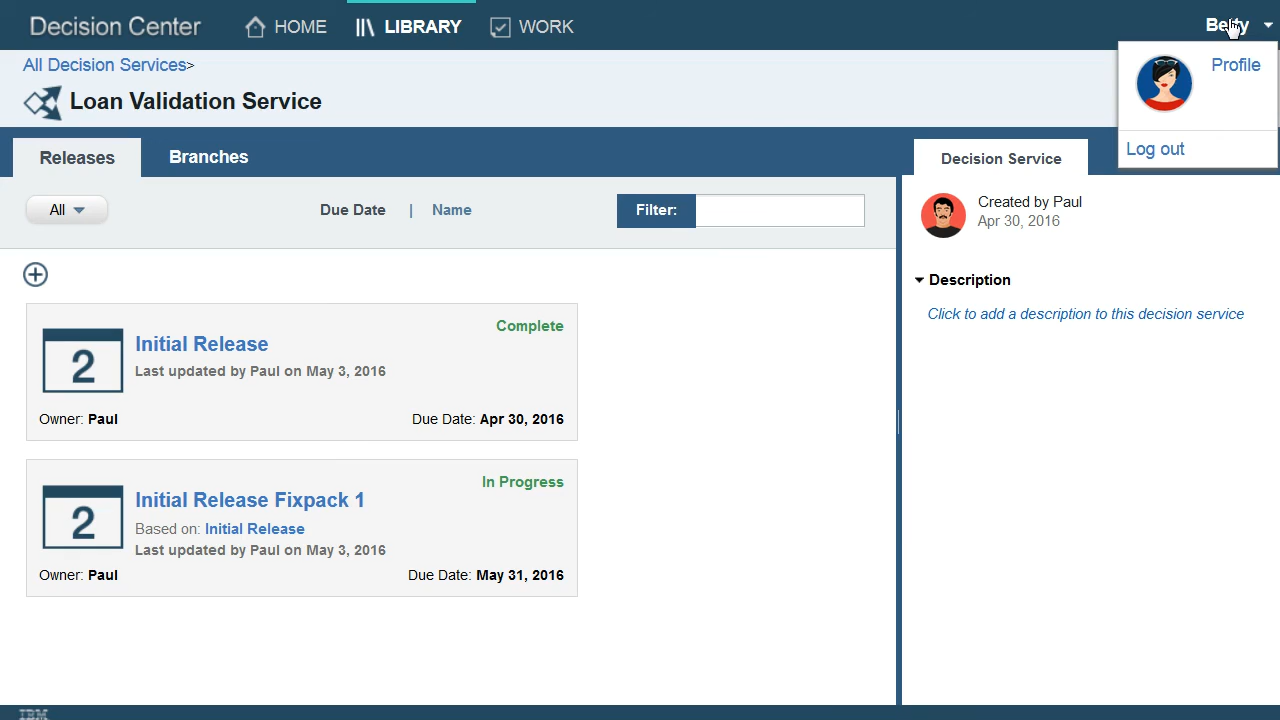 Decision Center
HOME
LIBRARY
WORK
Betty
All Decision Services>
Profile
Loan Validation Service
Log out
Releases
Branches
Decision Service
All
Due Date | Name
Filter:
Created by Paul
Apr 30, 2016
Description
Click to add a description to this decision service
Complete
2
Initial Release
Last updated by Paul on May 3, 2016
Owner: Paul
Due Date: Apr 30, 2016
In Progress
2
Initial Release Fixpack 1
Based on: Initial Release
Last updated by Paul on May 3, 2016
Owner: Paul
Due Date: May 31, 2016
IBM